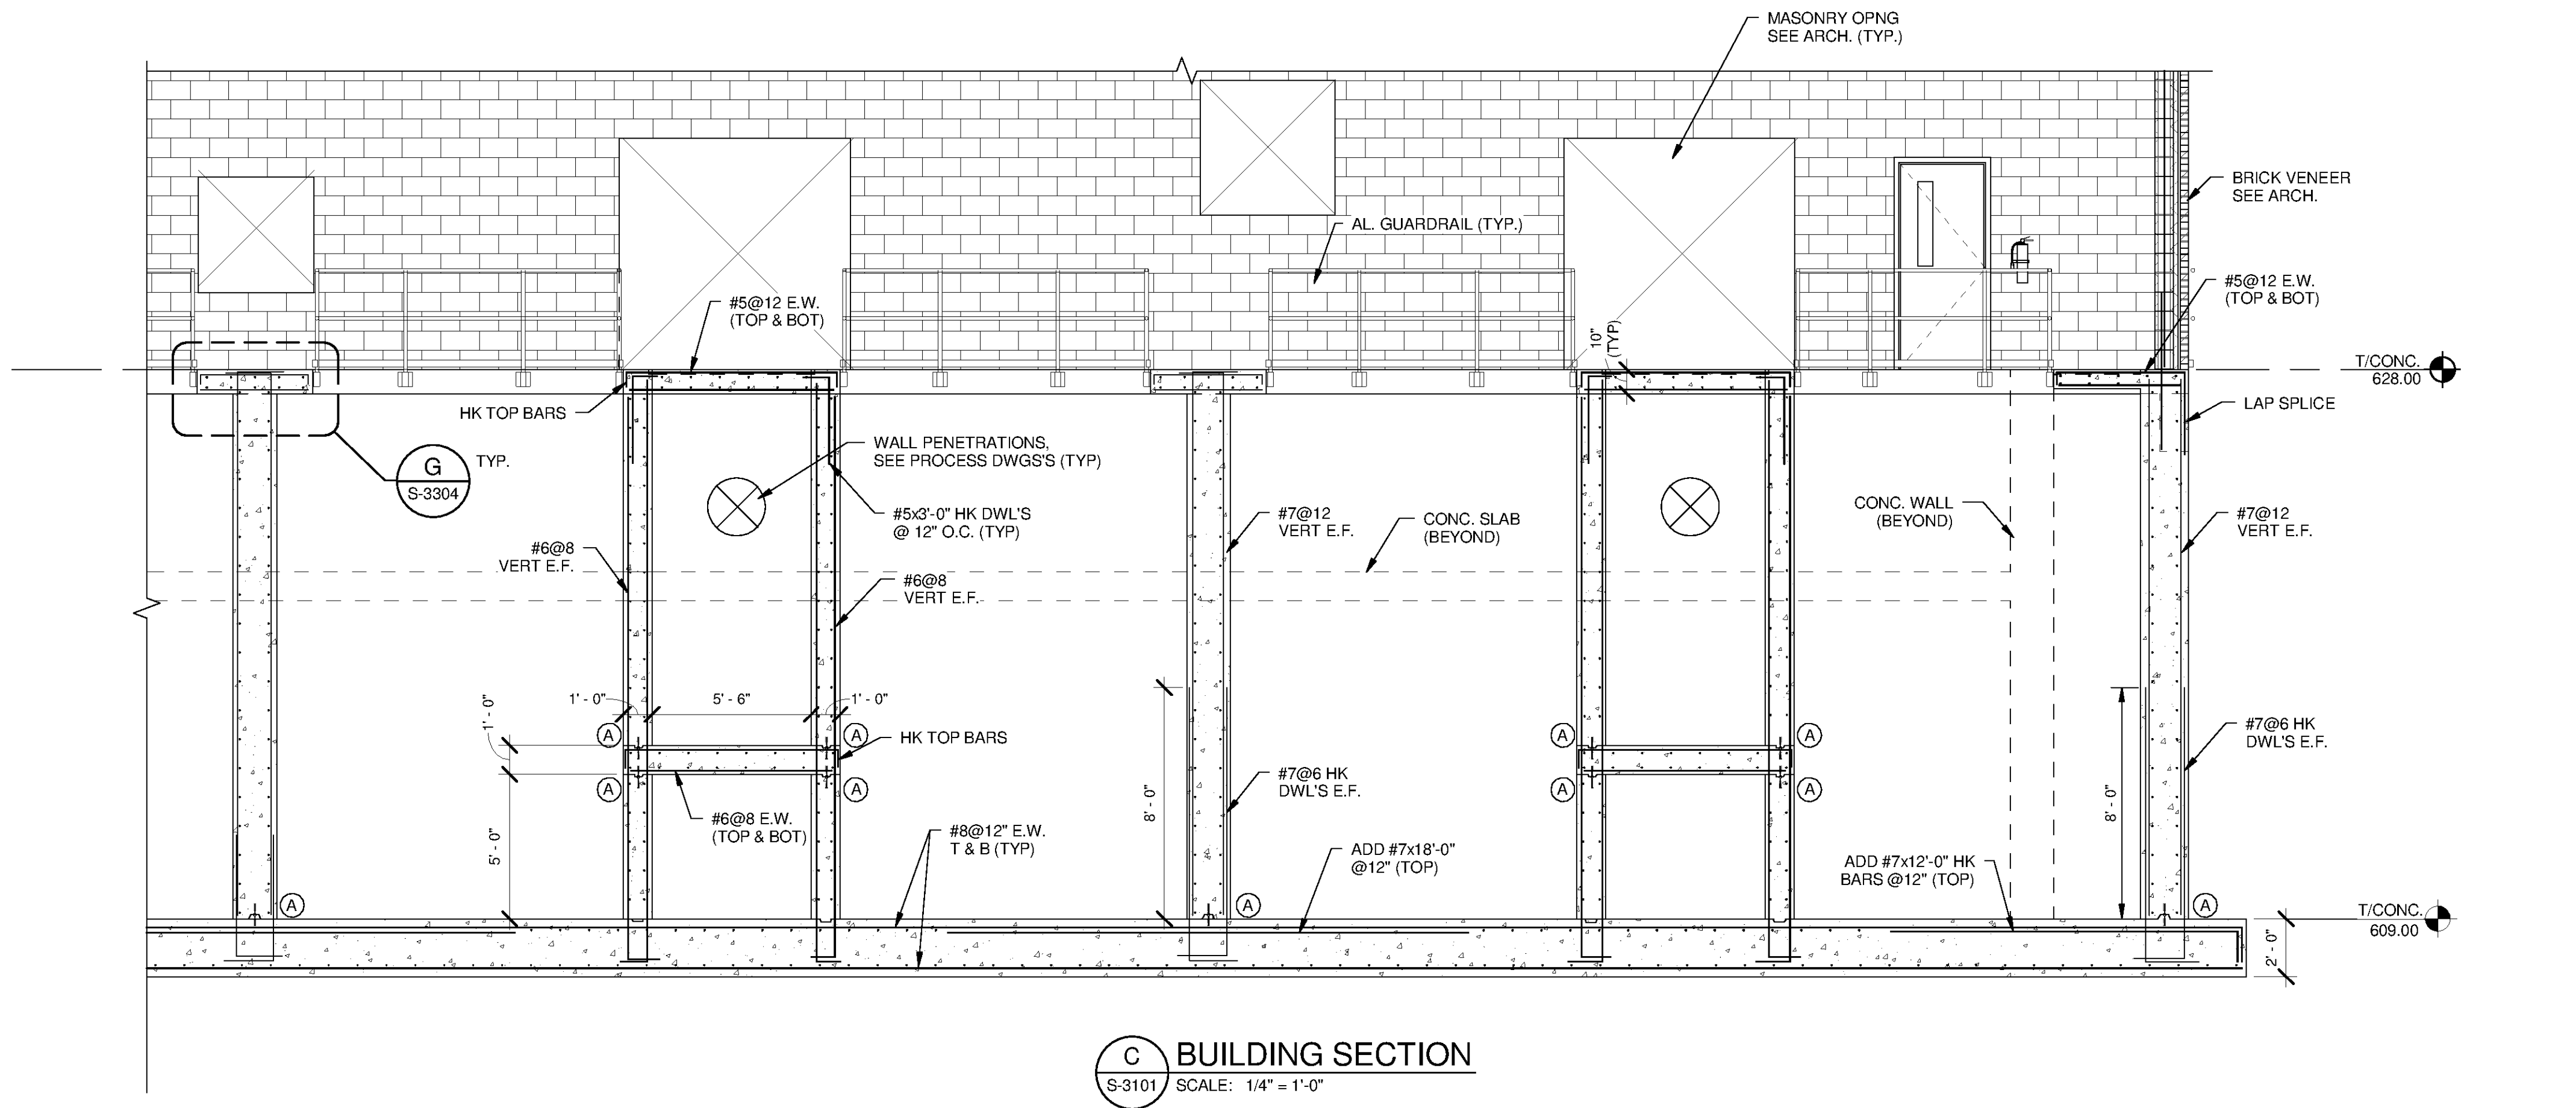 MASONRY OPNG
SEE ARCH. (TYP.)
BRICK VENEER
SEE ARCH.
AL. GUARDRAIL (TYP.)
#5@12 E.W.
(TOP & BOT)
#5@12 E.W.
(TOP & BOT)
10"
(TYP)
T/CONC.
628.00
HK TOP BARS
LAP SPLICE
WALL PENETRATIONS,
SEE PROCESS DWGS'S (TYP)
G
S-3304
TYP.
#5x3'-0" HK DWL'S
@ 12" O.C. (TYP)
#7@12
VERT E.F.
CONC. SLAB
(BEYOND)
CONC. WALL
(BEYOND)
#7@12
VERT E.F.
#6@8
VERT E.F.
#6@8
VERT E.F.
1' - 0"
5' - 6"
1' - 0"
1' - 0"
A
A
A
A
HK TOP BARS
#7@6 HK
DWL'S E.F.
#7@6 HK
DWL'S E.F.
A
A
A
A
8' - 0"
8' - 0"
#6@8 E.W.
(TOP & BOT)
5' - 0"
#8@12" E.W.
T & B (TYP)
ADD #7x18'-0"
@12" (TOP)
ADD #7x12'-0" HK
BARS @12" (TOP)
A
A
A
T/CONC.
609.00
2' - 0"
C
S-3101
BUILDING SECTION
SCALE: 1/4" = 1'-0"